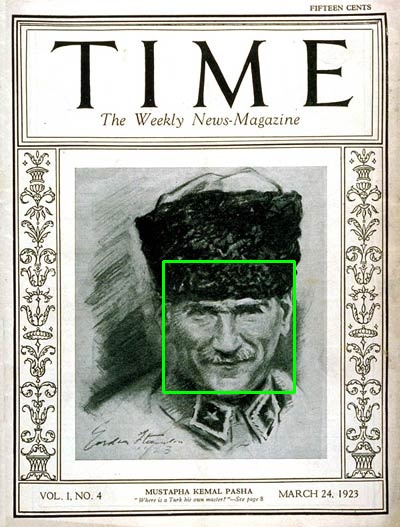 FIFTEEN CENTS
TIME
The Weekly News-Magazine
1923
VOL. I, NO. 4
MUSTAPHA KEMAL PASHA
"Where is a Turk his own master?"—See page 8
MARCH 24, 1923